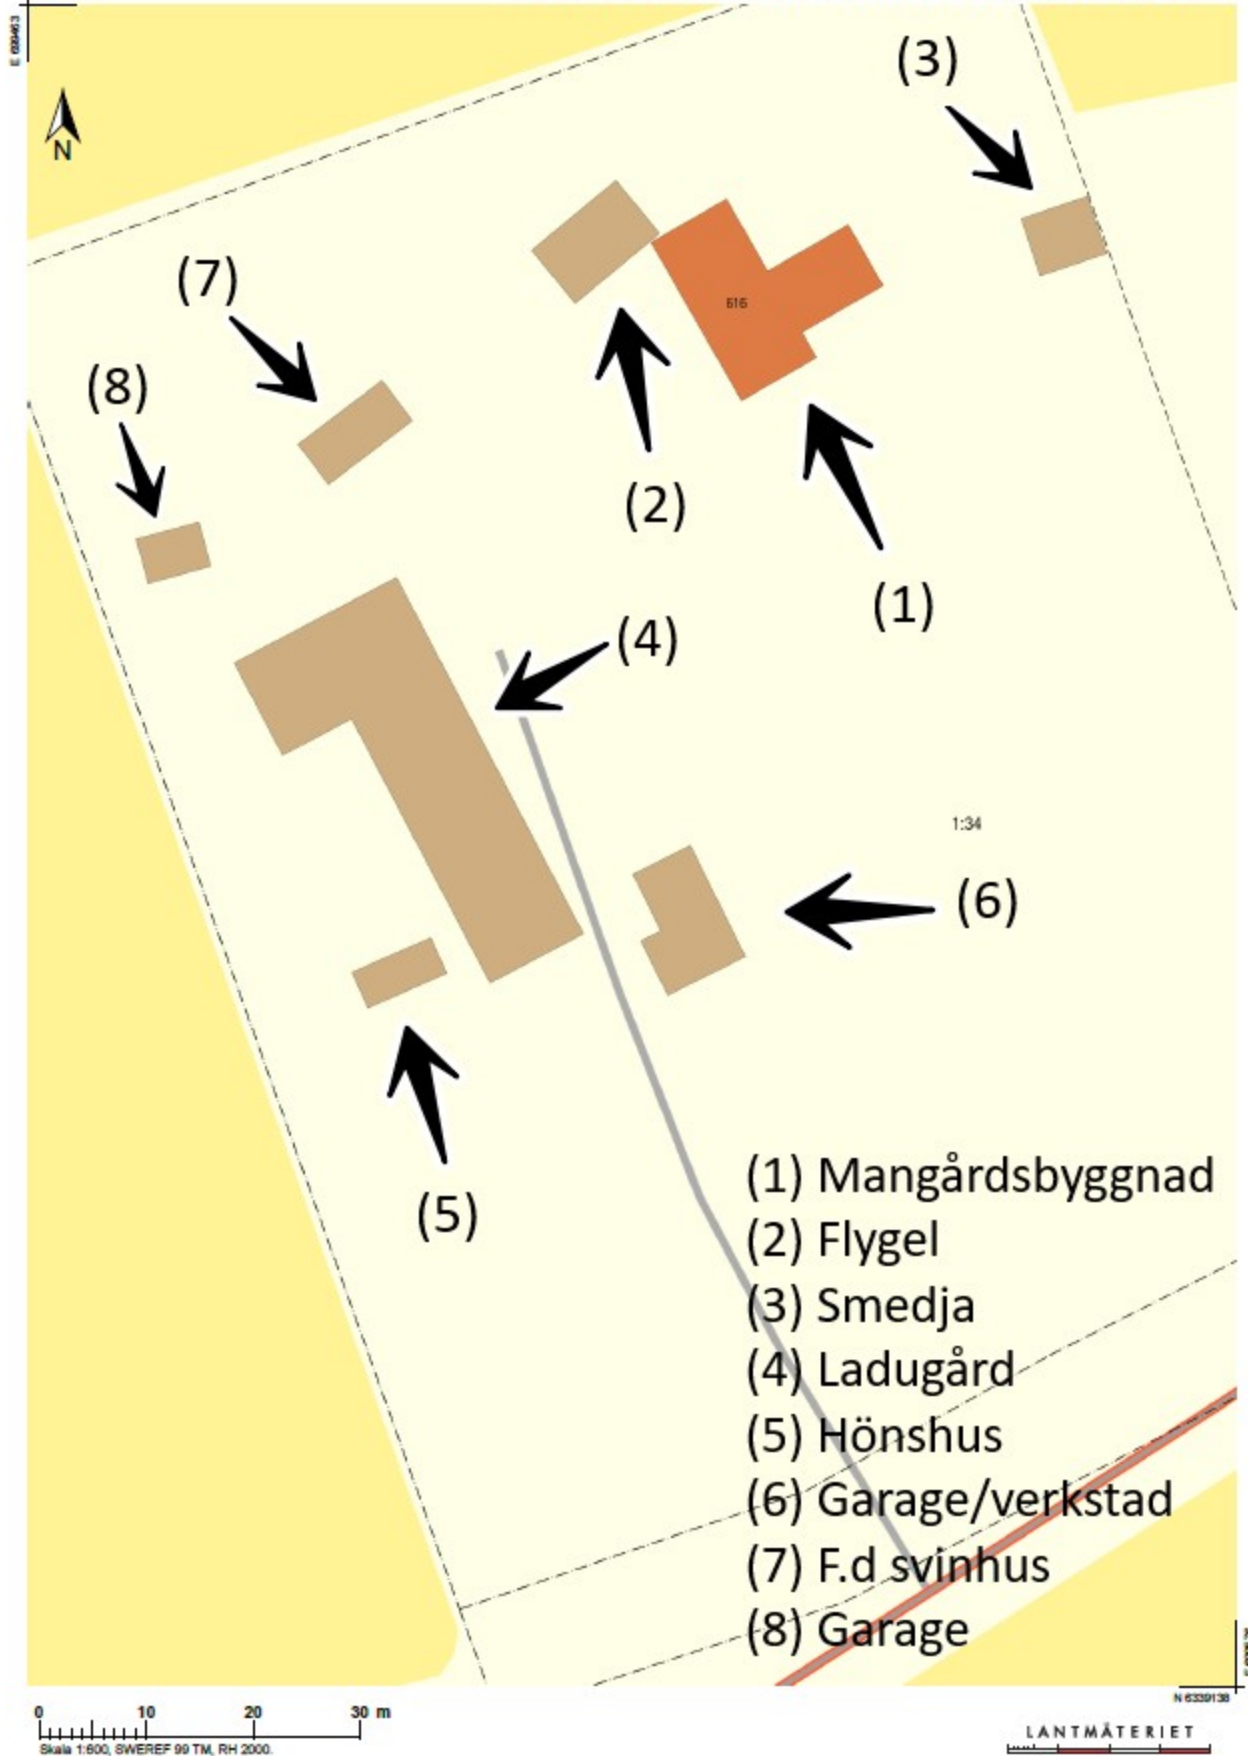 E 699463
N
(3)
(7)
616
(8)
(2)
(1)
(4)
1:34
(6)
(5)
(1) Mangårdsbyggnad
(2) Flygel
(3) Smedja
(4) Ladugård
(5) Hönshus
(6) Garage/verkstad
(7) F.d svinhus
(8) Garage
N 6339138
0 10 20 30 m
Skala 1:600, SWEREF 99 TM, RH 2000.
LANTMÄTERIET